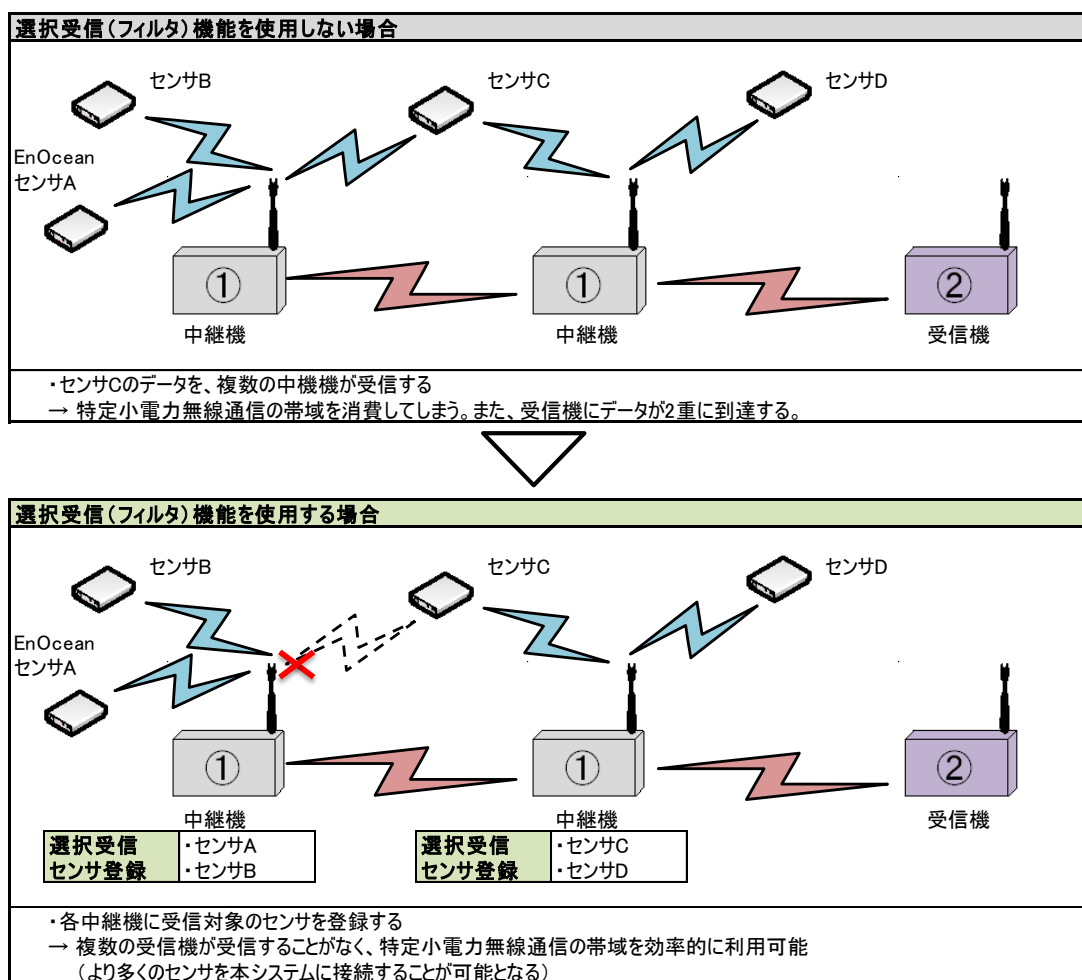 選択受信(フィルタ)機能を使用しない場合
センサB
センサC
センサD
EnOcean
センサA
①
①
②
中継機
中継機
受信機
・センサCのデータを、複数の中機機が受信する
→ 特定小電力無線通信の帯域を消費してしまう。また、受信機にデータが2重に到達する。
選択受信(フィルタ)機能を使用する場合
センサB
センサC
センサD
EnOcean
センサA
①
①
②
中継機
中継機
受信機
選択受信
センサ登録
・センサA
・センサB
選択受信
センサ登録
・センサC
・センサD
・各中継機に受信対象のセンサを登録する
→ 複数の受信機が受信することがなく、特定小電力無線通信の帯域を効率的に利用可能
(より多くのセンサを本システムに接続することが可能となる)